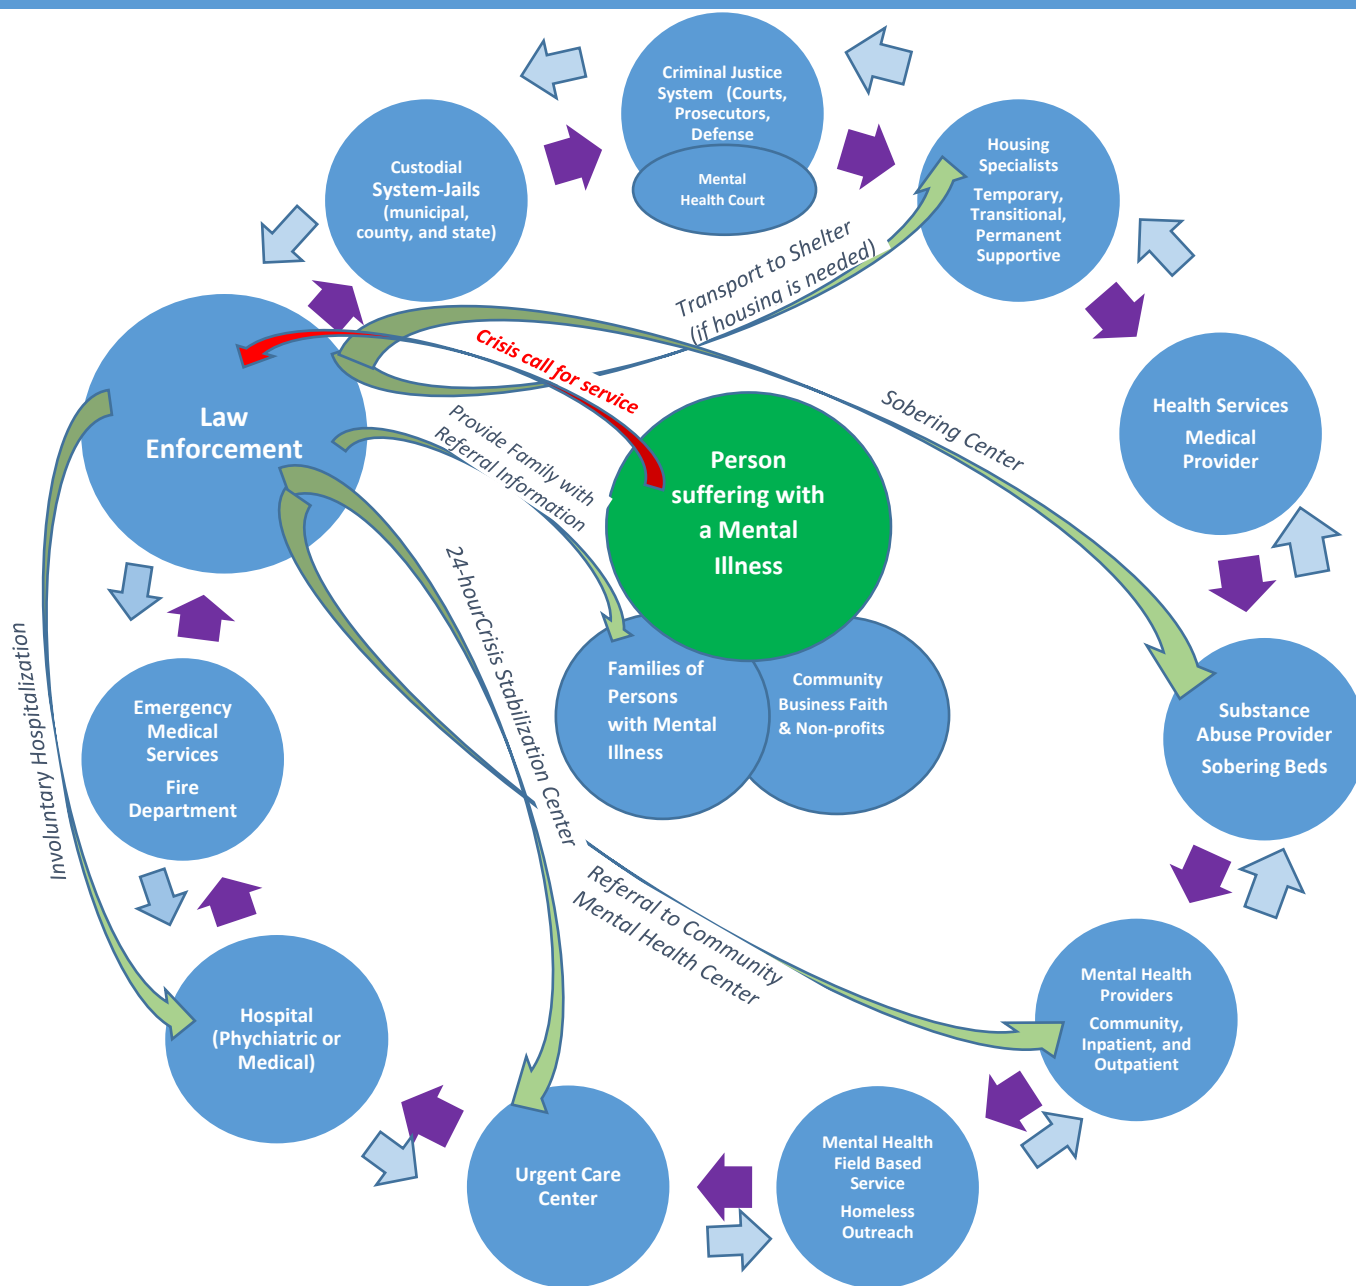 Criminal Justice
System (Courts,
Prosecutors,
Defense
Mental
Health Court
Custodial
System-Jails
(municipal,
county, and state)
Housing
Specialists
Temporary,
Transitional,
Permanent
Supportive
Transport to Shelter
(if housing is needed)
Crisis call for service
Sobering Center
Health Services
Medical
Provider
Law
Enforcement
Provide Family with
Referral Information
Person
suffering with
a Mental
Illness
24-hourCrisis Stabilization Center
Involuntary Hospitalization
Families of
Persons
with Mental
Illness
Community
Business Faith
& Non-profits
Emergency
Medical
Services
Fire
Department
Substance
Abuse Provider
Sobering Beds
Referral to Community
Mental Health Center
Hospital
(Phychiatric or
Medical)
Mental Health
Providers
Community,
Inpatient, and
Outpatient
Urgent Care
Center
Mental Health
Field Based
Service
Homeless
Outreach